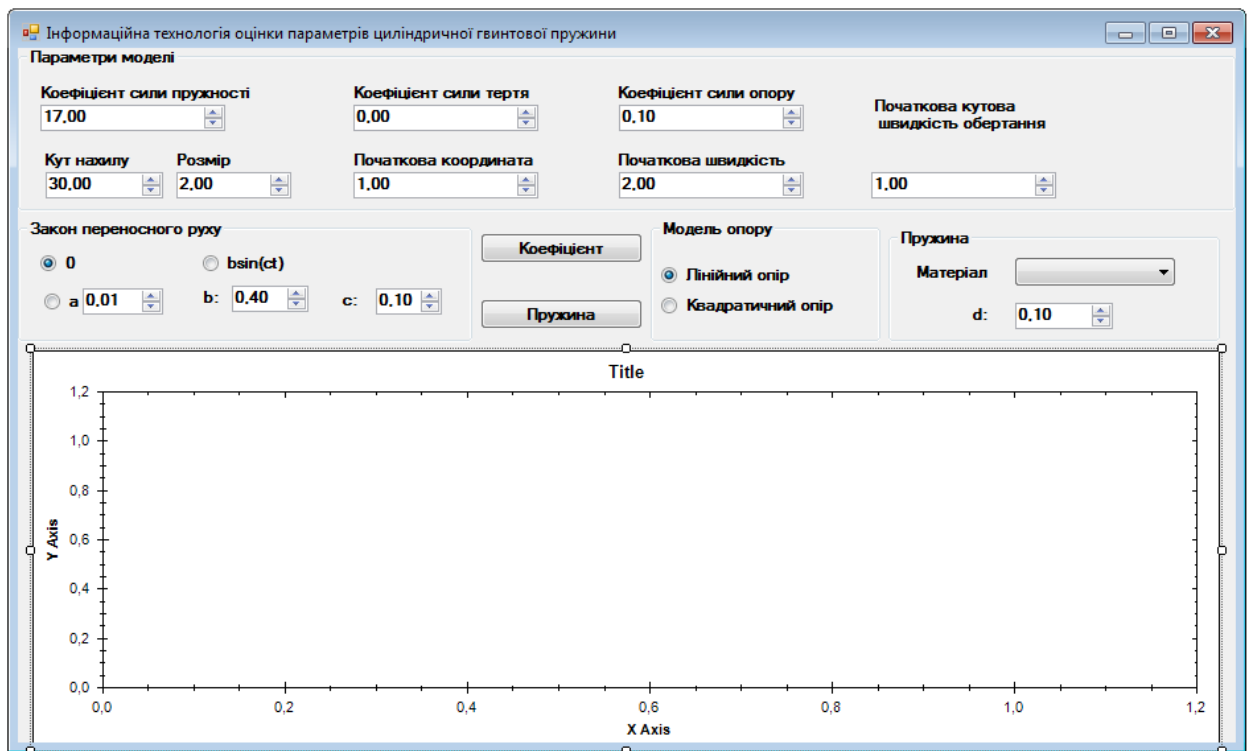 Інформаційна технологія оцінки параметрів циліндричної гвинтової пружини
Параметри моделі
Коефіцієнт сили пружності
17,00
Коефіцієнт сили тертя
0,00
Коефіцієнт сили опору
0,10
Початкова кутова
швидкість обертання
Кут нахилу
30,00
Розмір
2,00
Початкова координата
1,00
Початкова швидкість
2,00
1,00
Закон переносного руху
0
bsin(ct)
a 0,01
b: 0,40
c: 0,10
Коефіцієнт
Пружина
Модель опору
Лінійний опір
Квадратичний опір
Пружина
Матеріал
d: 0,10
Title
1,2
1,0
0,8
0,6
0,4
0,2
0,0
Y Axis
0,0 0,2 0,4 0,6 0,8 1,0 1,2
X Axis